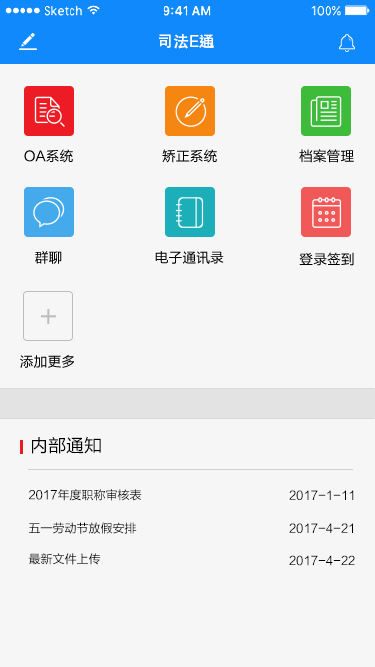 Sketch 9:41 AM 100%
司法E通
OA系统 矫正系统 档案管理
群聊 电子通讯录 登录签到
添加更多
内部通知
2017年度职称审核表 2017-1-11
五一劳动节放假安排 2017-4-21
最新文件上传 2017-4-22